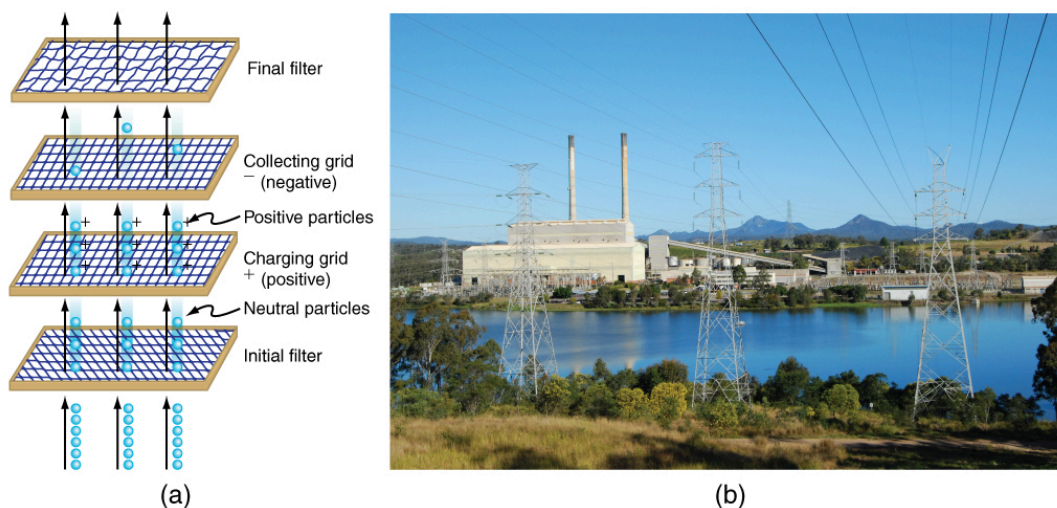 Final filter
Collecting grid
− (negative)
Positive particles
+ + +
+ + +
+ + +
Charging grid
+ (positive)
Neutral particles
Initial filter
(a)
(b)